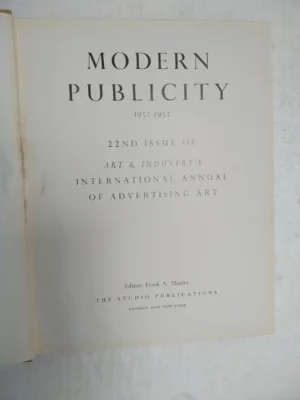 MODERN
PUBLICITY
1951-1952
22ND ISSUE OF
ART & INDUSTRY'S
INTERNATIONAL ANNUAL
OF ADVERTISING ART
Editor: Frank A. Mercer
THE STUDIO PUBLICATIONS
LONDON AND NEW YORK